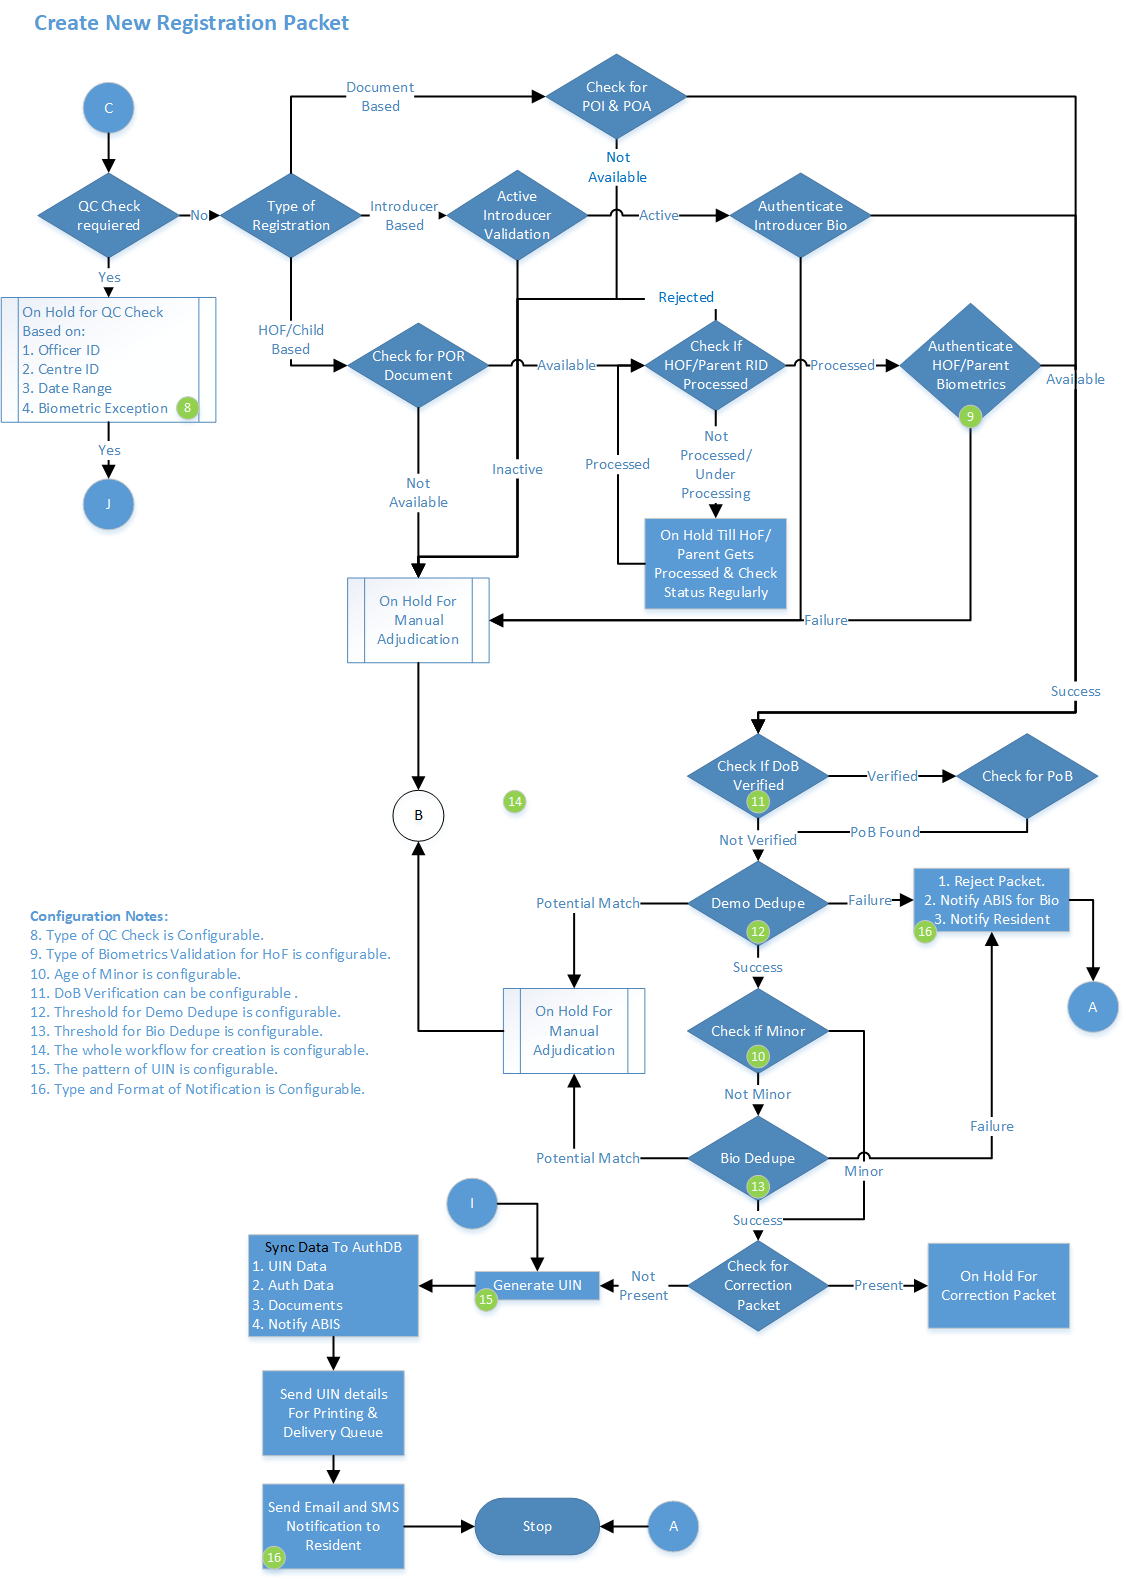 Create New Registration Packet
C
Document
Based
Check for
POI & POA
Not
Available
QC Check
requiered
No
Type of
Registration
Introducer
Based
Active
Introducer
Validation
Active
Authenticate
Introducer Bio
Yes
On Hold for QC Check
Based on:
1. Officer ID
2. Centre ID
3. Date Range
4. Biometric Exception
8
Yes
J
HOF/Child
Based
Check for POR
Document
Available
Rejected
Check If
HOF/Parent RID
Processed
Processed
Authenticate
HOF/Parent
Biometrics
9
Available
Not
Available
Inactive
Processed
Not
Processed/
Under
Processing
On Hold Till HoF/
Parent Gets
Processed & Check
Status Regularly
On Hold For
Manual
Adjudication
Failure
Success
Check If DoB
Verified
11
Verified
Check for PoB
B
14
Not Verified
PoB Found
Potential Match
Demo Dedupe
12
Failure
1. Reject Packet.
2. Notify ABIS for Bio
3. Notify Resident
16
A
Success
Configuration Notes:
8. Type of QC Check is Configurable.
9. Type of Biometrics Validation for HoF is configurable.
10. Age of Minor is configurable.
11. DoB Verification can be configurable .
12. Threshold for Demo Dedupe is configurable.
13. Threshold for Bio Dedupe is configurable.
14. The whole workflow for creation is configurable.
15. The pattern of UIN is configurable.
16. Type and Format of Notification is Configurable.
On Hold For
Manual
Adjudication
Check if Minor
10
Not Minor
Potential Match
Bio Dedupe
13
Failure
Minor
Success
I
Sync Data To AuthDB
1. UIN Data
2. Auth Data
3. Documents
4. Notify ABIS
Generate UIN
15
Not
Present
Check for
Correction
Packet
Present
On Hold For
Correction Packet
Send UIN details
For Printing &
Delivery Queue
Send Email and SMS
Notification to
Resident
16
Stop
A